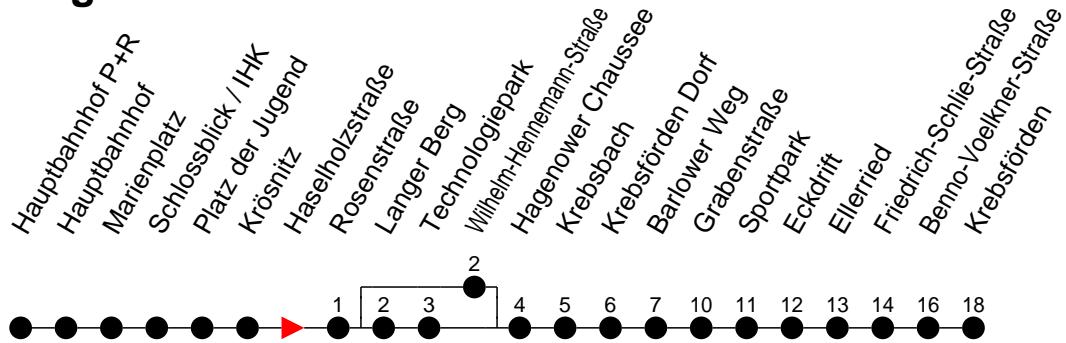 Hauptbahnhof P+R
Hauptbahnhof
Marienplatz
Schlossblick / IHK
Platz der Jugend
Krösnitz
Haselholzstraße
Rosenstraße
Langer Berg
Technologiepark
Wilhelm-Hennemann-Straße
Hagenower Chaussee
Krebsbach
Krebsförden Dorf
Barlower Weg
Grabenstraße
Sportpark
Eckdrift
Ellerried
Friedrich-Schlie-Straße
Benno-Voelkner-Straße
Krebsförden
2
1 2 3 4 5 6 7 10 11 12 13 14 16 18